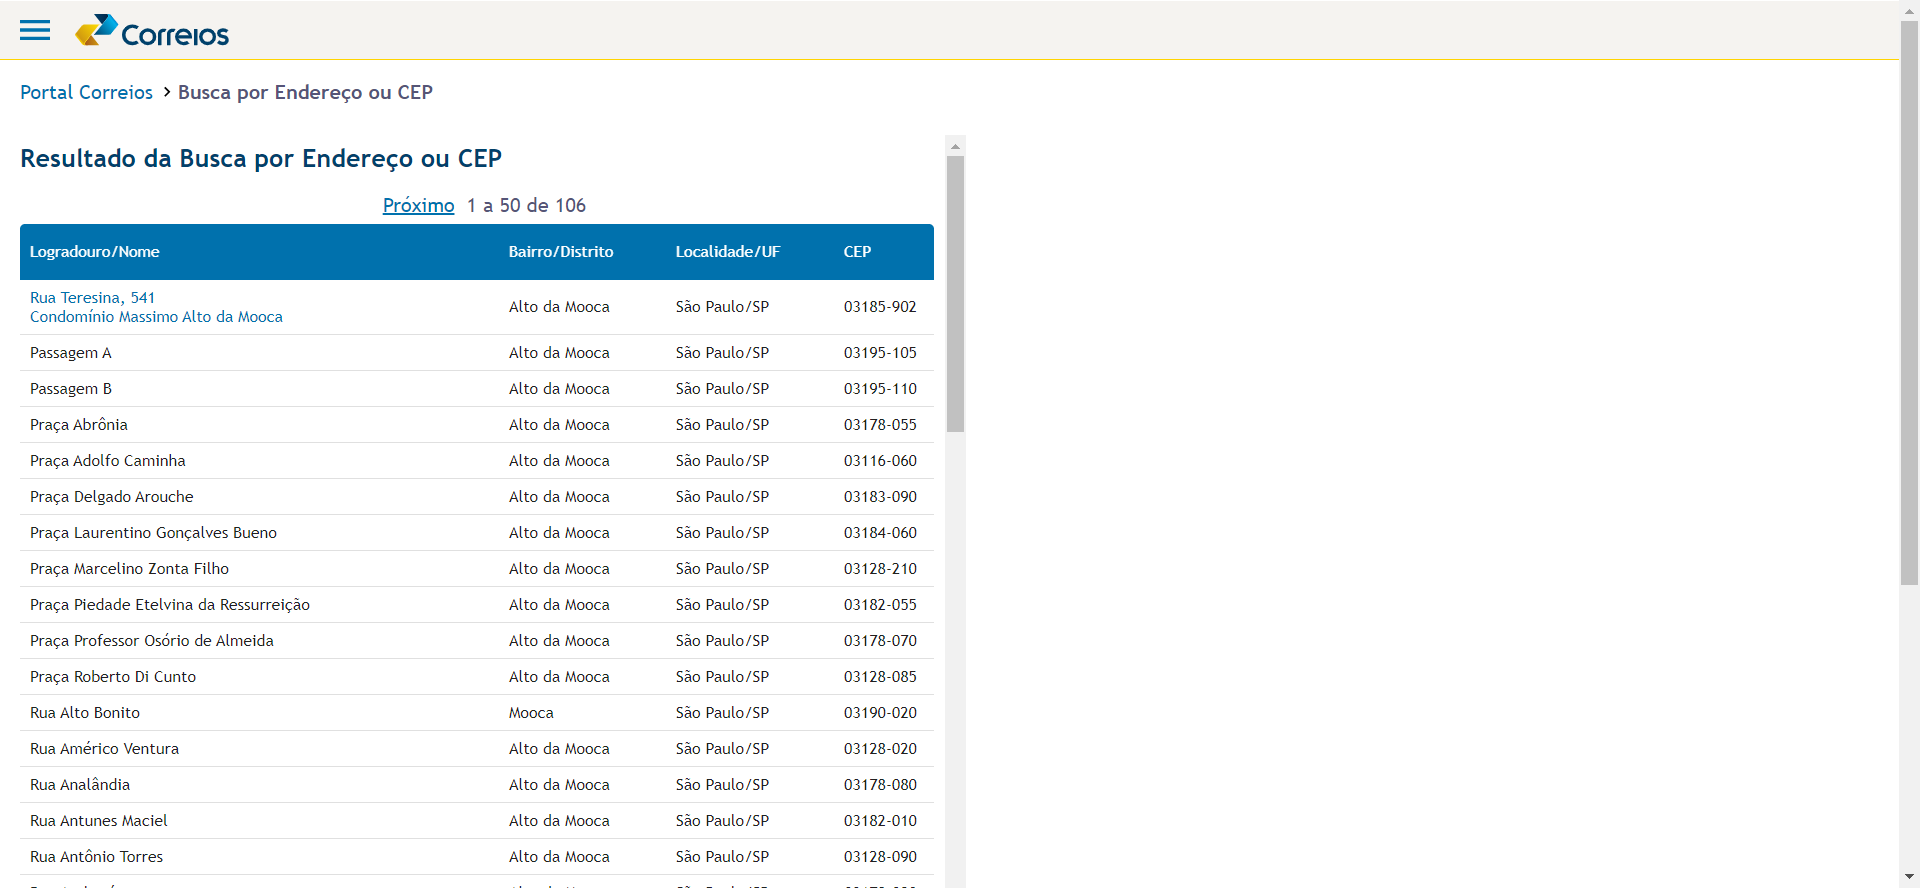 Correios
Portal Correios > Busca por Endereço ou CEP
Resultado da Busca por Endereço ou CEP
Próximo 1 a 50 de 106
Logradouro/Nome Bairro/Distrito Localidade/UF CEP
Rua Teresina, 541
Condomínio Massimo Alto da Mooca Alto da Mooca São Paulo/SP 03185-902
Passagem A Alto da Mooca São Paulo/SP 03195-105
Passagem B Alto da Mooca São Paulo/SP 03195-110
Praça Abrônia Alto da Mooca São Paulo/SP 03178-055
Praça Adolfo Caminha Alto da Mooca São Paulo/SP 03116-060
Praça Delgado Arouche Alto da Mooca São Paulo/SP 03183-090
Praça Laurentino Gonçalves Bueno Alto da Mooca São Paulo/SP 03184-060
Praça Marcelino Zonta Filho Alto da Mooca São Paulo/SP 03128-210
Praça Piedade Etelvina da Ressurreição Alto da Mooca São Paulo/SP 03182-055
Praça Professor Osório de Almeida Alto da Mooca São Paulo/SP 03178-070
Praça Roberto Di Cunto Alto da Mooca São Paulo/SP 03128-085
Rua Alto Bonito Mooca São Paulo/SP 03190-020
Rua Américo Ventura Alto da Mooca São Paulo/SP 03128-020
Rua Analândia Alto da Mooca São Paulo/SP 03178-080
Rua Antunes Maciel Alto da Mooca São Paulo/SP 03182-010
Rua Antônio Torres Alto da Mooca São Paulo/SP 03128-090